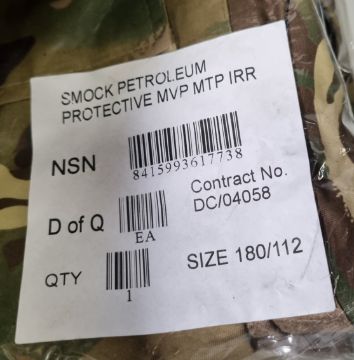 SMOCK PETROLEUM
PROTECTIVE MVP MTP IRR
NSN
8415993617738
Contract No.
DC/04058
D of Q
EA
QTY
1
SIZE 180/112